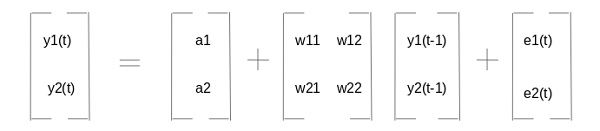 y1(t) = a1 + w11 w12 y1(t-1) + e1(t)
y2(t) a2 w21 w22 y2(t-1) e2(t)